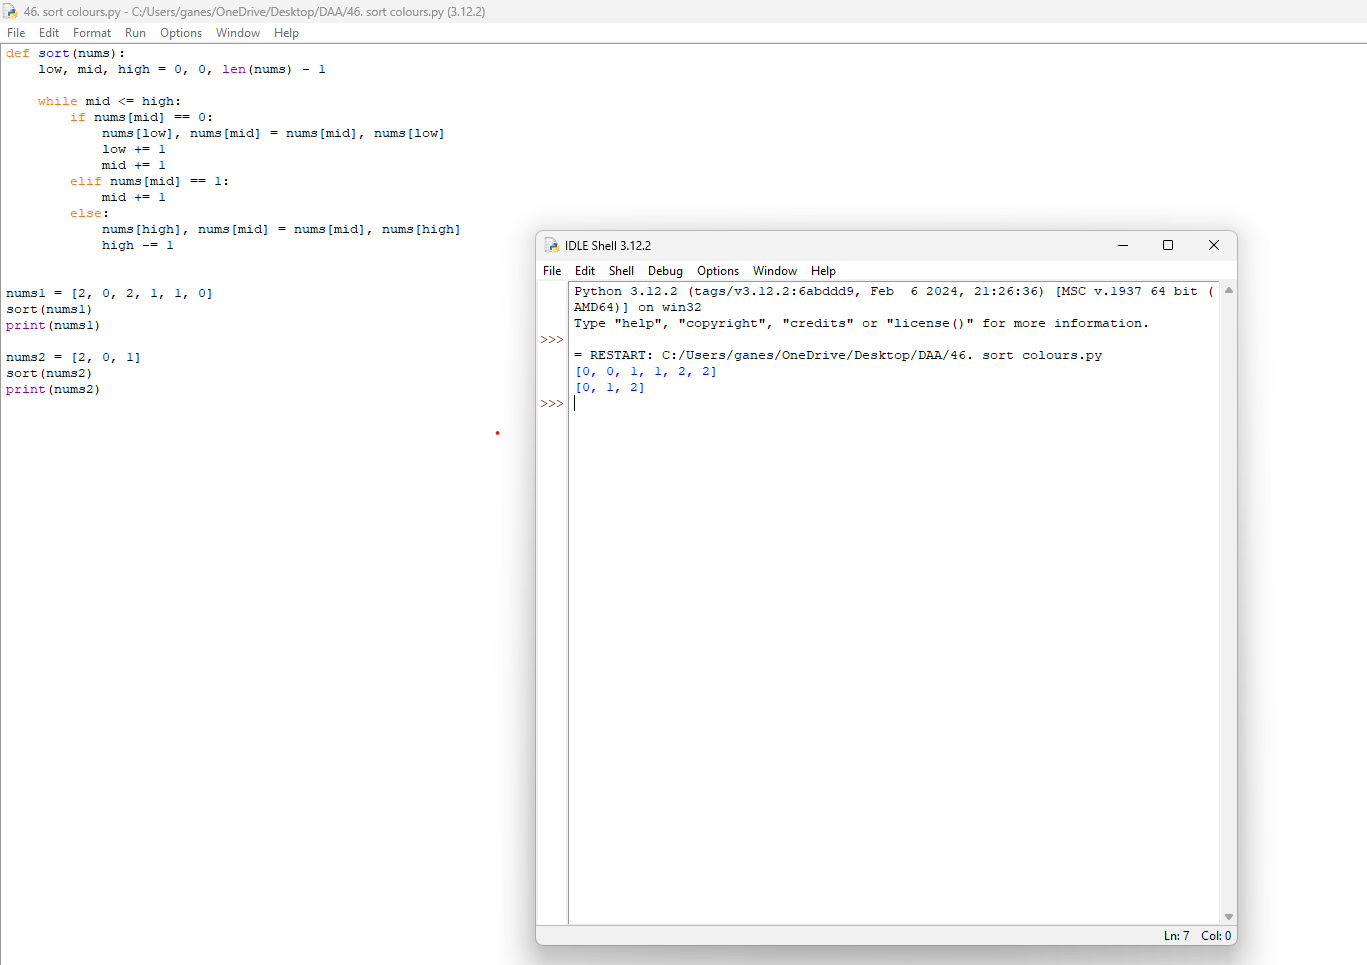 46. sort colours.py - C:/Users/ganes/OneDrive/Desktop/DAA/46. sort colours.py (3.12.2)
File Edit Format Run Options Window Help
def sort(nums):
    low, mid, high = 0, 0, len(nums) - 1
    while mid <= high:
        if nums[mid] == 0:
            nums[low], nums[mid] = nums[mid], nums[low]
            low += 1
            mid += 1
        elif nums[mid] == 1:
            mid += 1
        else:
            nums[high], nums[mid] = nums[mid], nums[high]
            high -= 1
nums1 = [2, 0, 2, 1, 1, 0]
sort(nums1)
print(nums1)
nums2 = [2, 0, 1]
sort(nums2)
print(nums2)
IDLE Shell 3.12.2
File Edit Shell Debug Options Window Help
Python 3.12.2 (tags/v3.12.2:6abddd9, Feb  6 2024, 21:26:36) [MSC v.1937 64 bit (
AMD64)] on win32
Type "help", "copyright", "credits" or "license()" for more information.
>>>
= RESTART: C:/Users/ganes/OneDrive/Desktop/DAA/46. sort colours.py
[0, 0, 1, 1, 2, 2]
[0, 1, 2]
>>>
Ln: 7 Col: 0